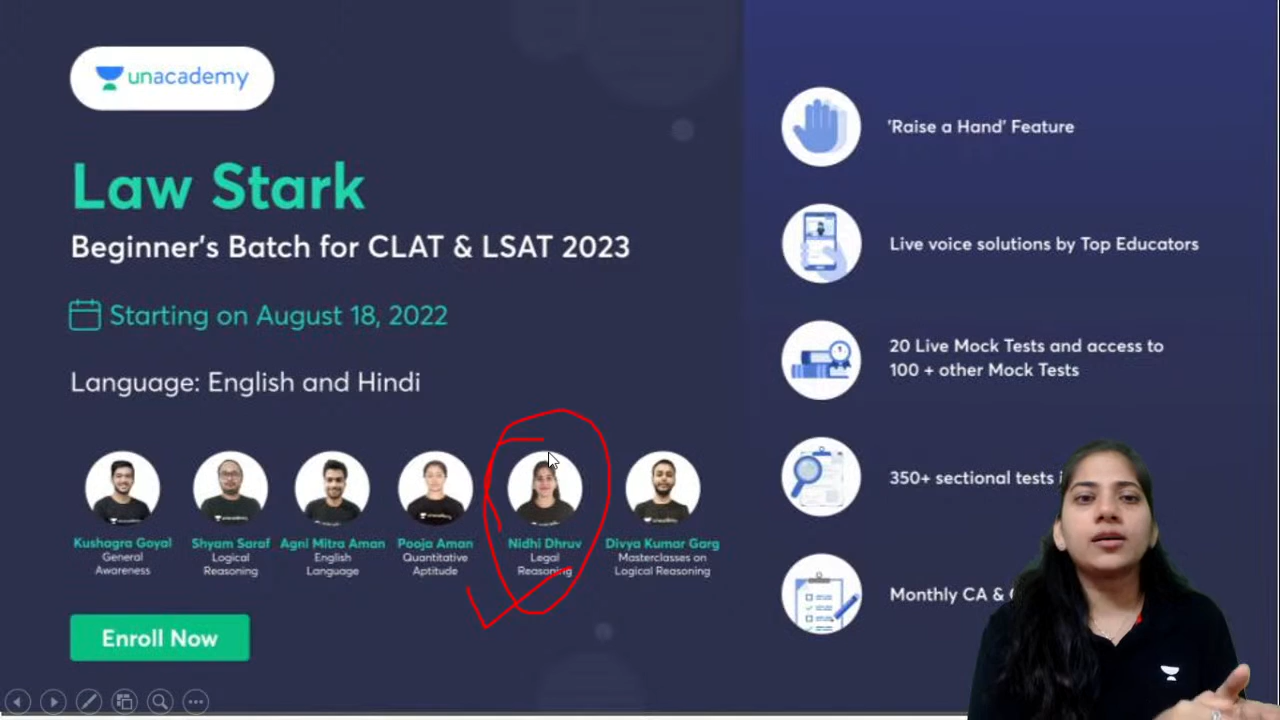 unacademy
Law Stark
Beginner's Batch for CLAT & LSAT 2023
Starting on August 18, 2022
Language: English and Hindi
Kushagra Goyal
General
Awareness
Shyam Saraf
Logical
Reasoning
Agni Mitra Aman
English
Language
Pooja Aman
Quantitative
Aptitude
Nidhi Dhruv
Legal
Reasoning
Divya Kumar Garg
Masterclasses on
Logical Reasoning
Enroll Now
'Raise a Hand' Feature
Live voice solutions by Top Educators
20 Live Mock Tests and access to
100 + other Mock Tests
350+ sectional tests
Monthly CA &